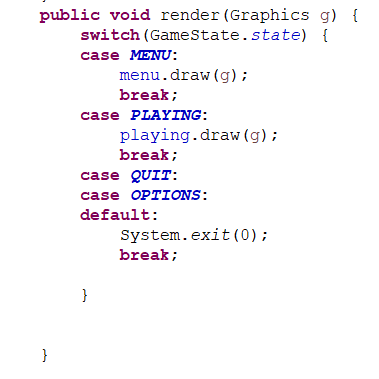 public void render(Graphics g) {
switch(GameState.state) {
case MENU:
menu.draw(g);
break;
case PLAYING:
playing.draw(g);
break;
case QUIT:
case OPTIONS:
default:
System.exit(0);
break;
}
}